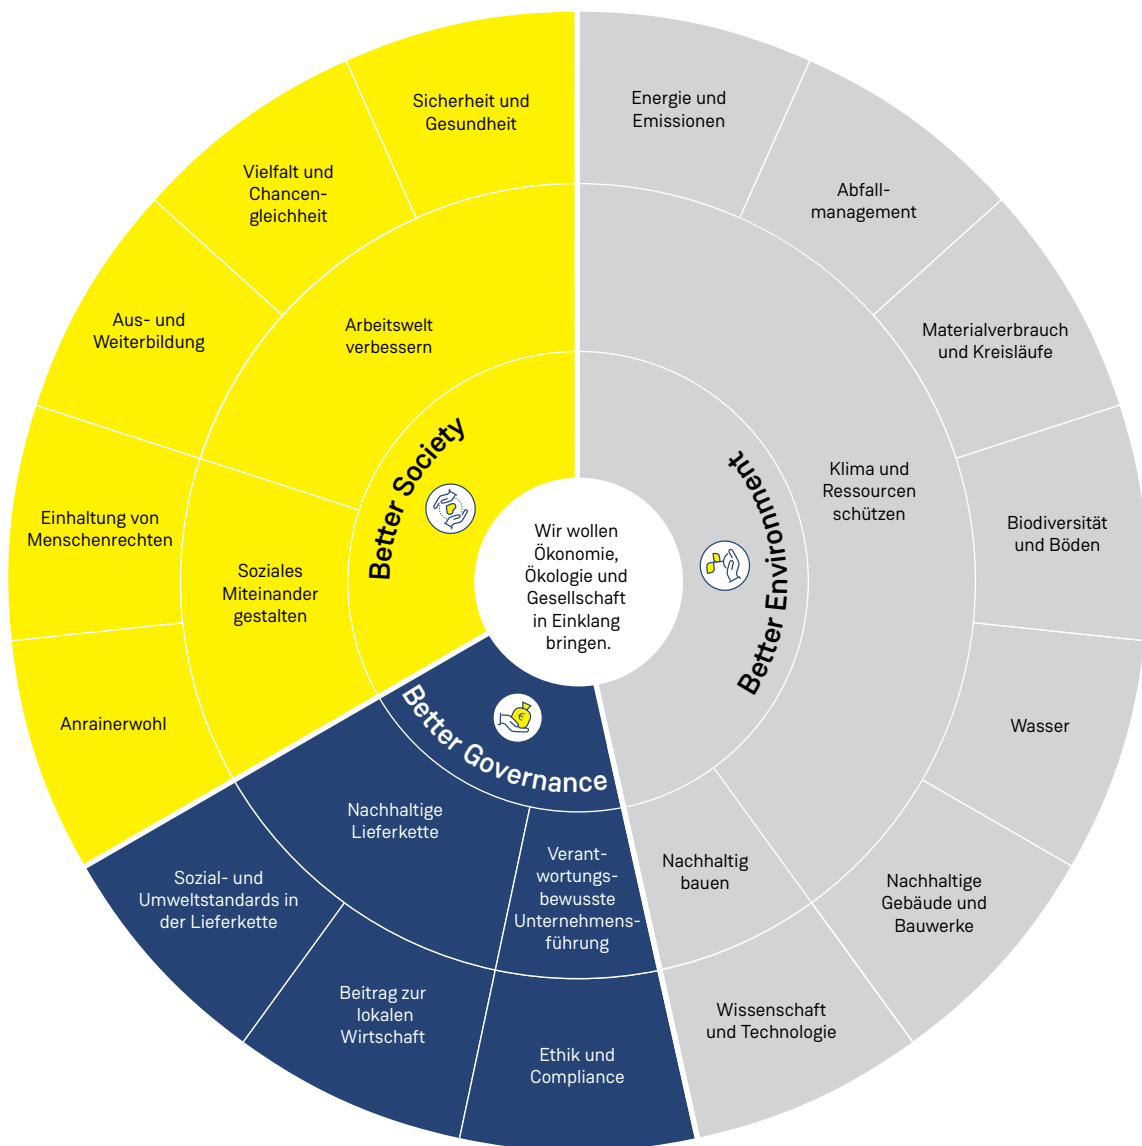 Sicherheit und
Gesundheit
Energie und
Emissionen
Vielfalt und
Chancen-
gleichheit
Abfall-
management
Aus- und
Weiterbildung
Arbeitswelt
verbessern
Materialverbrauch
und Kreisläufe
Better Society
Better Environment
Klima und
Ressourcen
schützen
Einhaltung von
Menschenrechten
Biodiversität
und Böden
Wir wollen
Ökonomie,
Ökologie und
Gesellschaft
in Einklang
bringen.
Soziales
Miteinander
gestalten
Anrainerwohl
Wasser
€
Better Governance
Nachhaltige
Lieferkette
Verant-
wortungs-
bewusste
Unternehmens-
führung
Nachhaltig
bauen
Nachhaltige
Gebäude und
Bauwerke
Sozial- und
Umweltstandards in
der Lieferkette
Beitrag zur
lokalen
Wirtschaft
Wissenschaft
und Technologie
Ethik und
Compliance